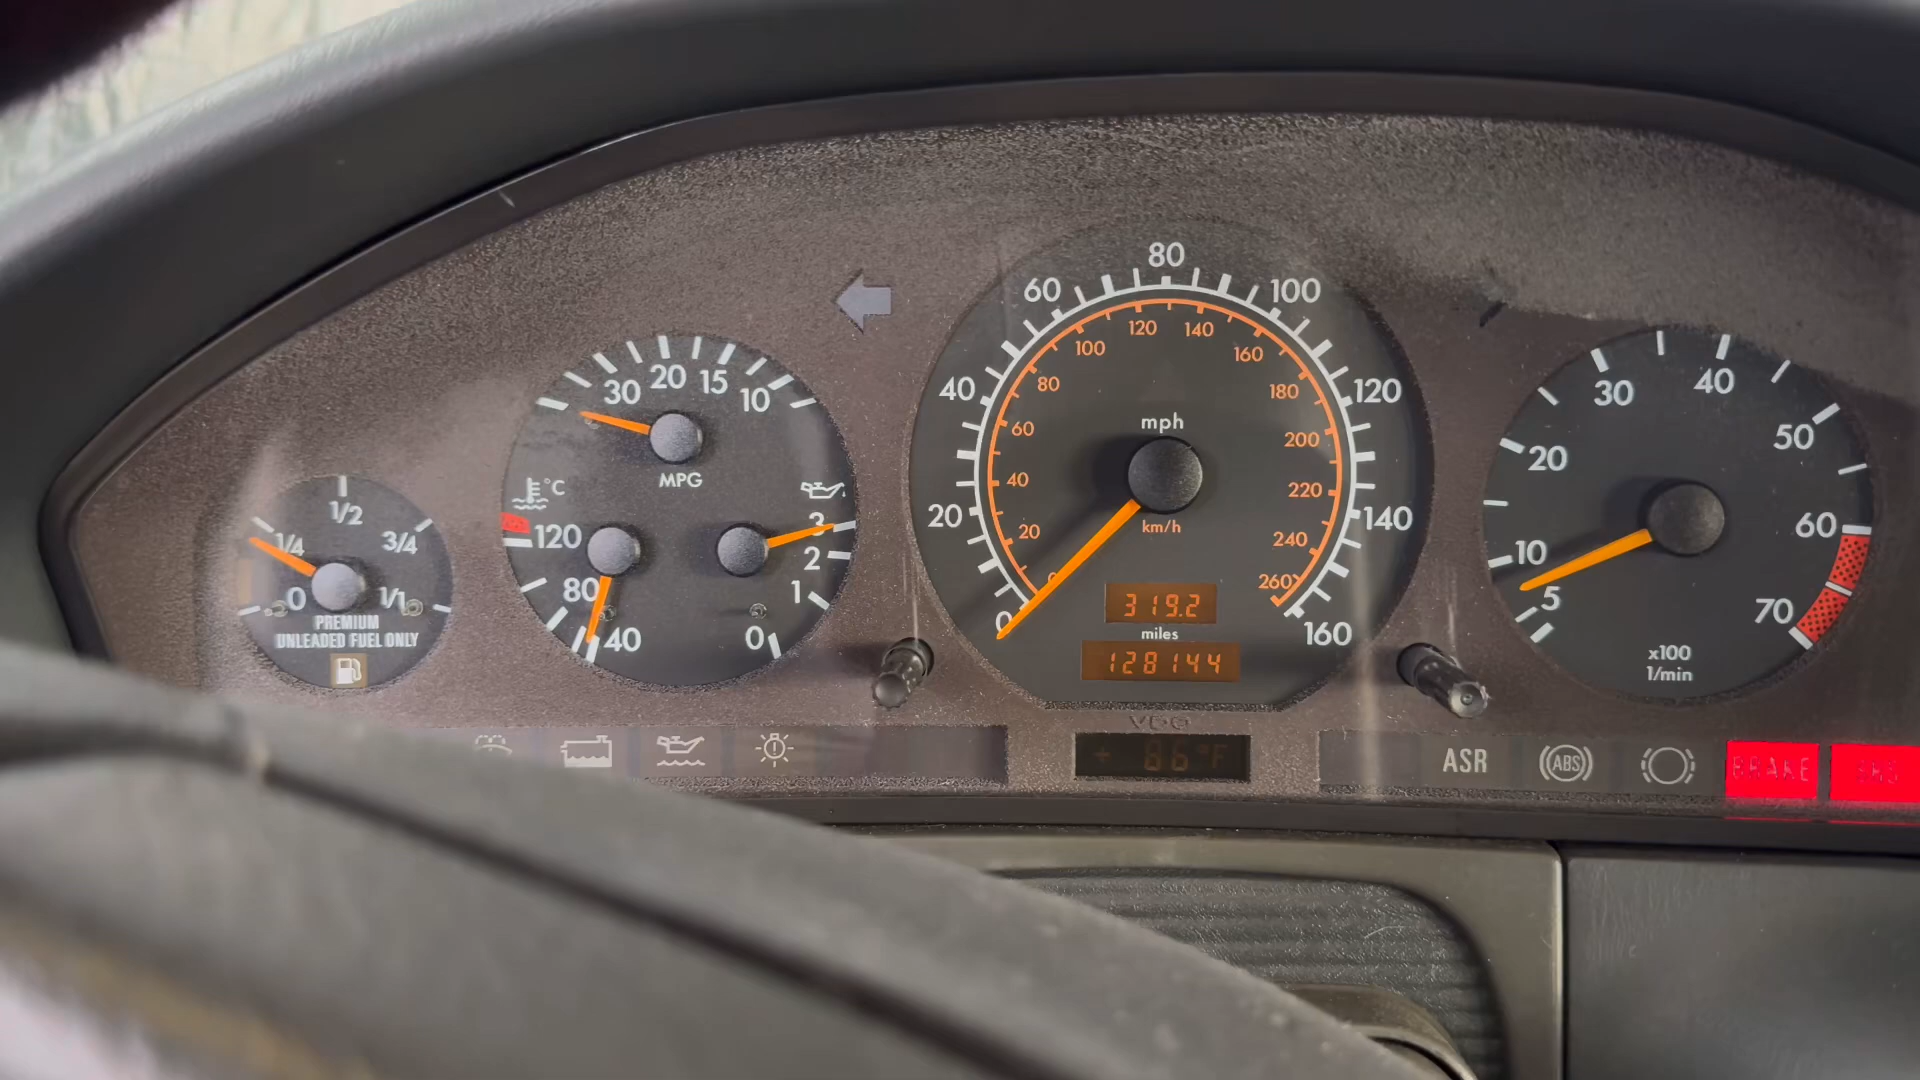 1/2
1/4
3/4
0
1/1
PREMIUM
UNLEADED FUEL ONLY
30 20 15 10
MPG
°C
120
80
40
3
2
1
0
0 20 40 60 80 100 120 140 160
mph
20 40 60 80 100 120 140 160 180 200 220 240 260
km/h
319.2
miles
128144
VDO
5 10 20 30 40 50 60 70
x100
1/min
+ 86°F
ASR
ABS
BRAKE